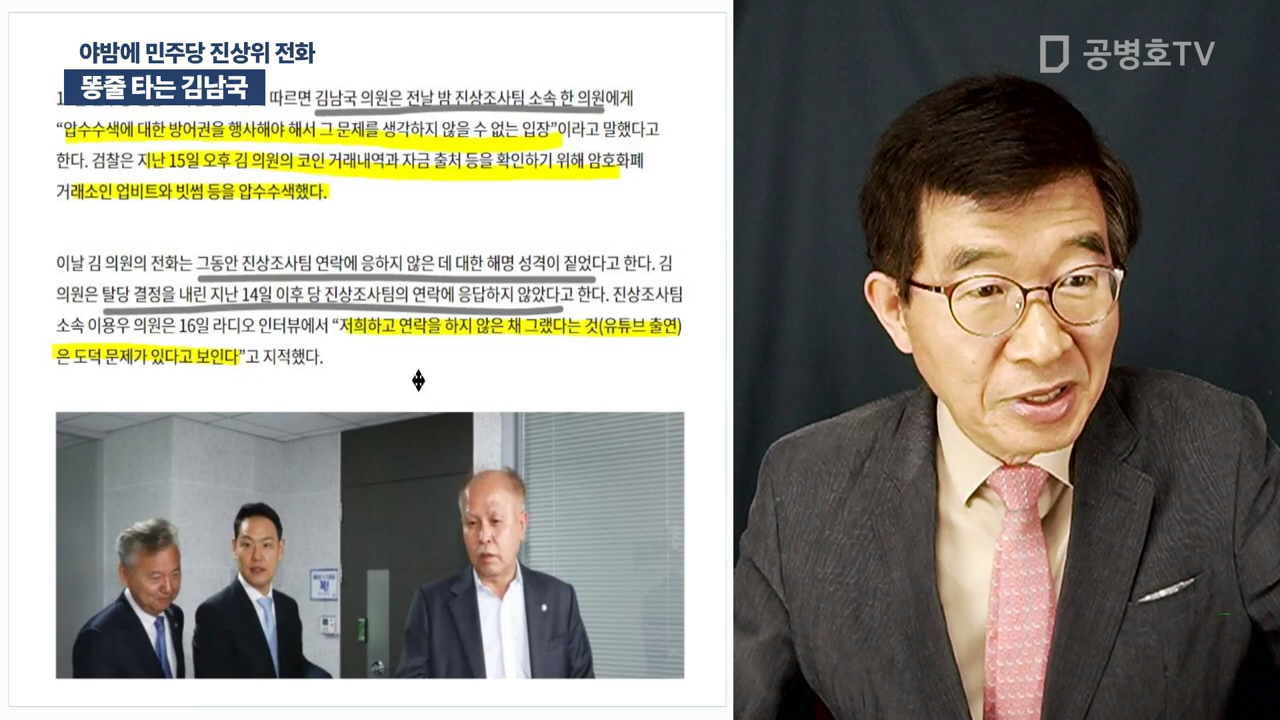 야밤에 민주당 진상위 전화
똥줄 타는 김남국
공병호TV
따르면 김남국 의원은 전날 밤 진상조사팀 소속 한 의원에게
“압수수색에 대한 방어권을 행사해야 해서 그 문제를 생각하지 않을 수 없는 입장”이라고 말했다고
한다. 검찰은 지난 15일 오후 김 의원의 코인 거래내역과 자금 출처 등을 확인하기 위해 암호화폐
거래소인 업비트와 빗썸 등을 압수수색했다.
이날 김 의원의 전화는 그동안 진상조사팀 연락에 응하지 않은 데 대한 해명 성격이 짙었다고 한다. 김
의원은 탈당 결정을 내린 지난 14일 이후 당 진상조사팀의 연락에 응답하지 않았다고 한다. 진상조사팀
소속 이용우 의원은 16일 라디오 인터뷰에서 “저희하고 연락을 하지 않은 채 그랬다는 것(유튜브 출연)
은 도덕 문제가 있다고 보인다”고 지적했다.